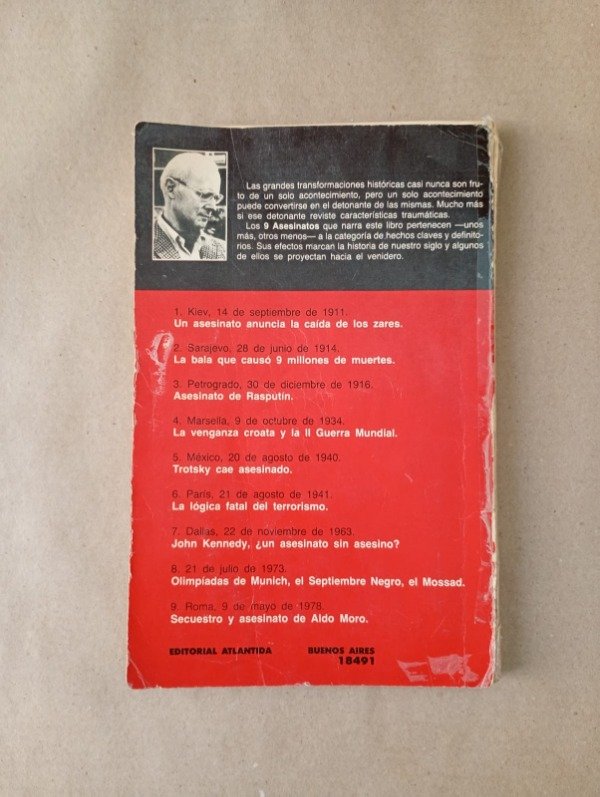 Las grandes transformaciones históricas casi nunca son fru-
to de un solo acontecimiento, pero un solo acontecimiento
puede convertirse en el detonante de las mismas. Mucho más
si ese detonante reviste características traumáticas.
Los 9 Asesinatos que narra este libro pertenecen —unos
más, otros menos— a la categoría de hechos claves y definito-
rios. Sus efectos marcan la historia de nuestro siglo y algunos
de ellos se proyectan hacia el venidero.
1. Kiev, 14 de septiembre de 1911.
Un asesinato anuncia la caída de los zares.
2. Sarajevo, 28 de junio de 1914.
La bala que causó 9 millones de muertes.
3. Petrogrado, 30 de diciembre de 1916.
Asesinato de Rasputín.
4. Marsella, 9 de octubre de 1934.
La venganza croata y la II Guerra Mundial.
5. México, 20 de agosto de 1940.
Trotsky cae asesinado.
6. París, 21 de agosto de 1941.
La lógica fatal del terrorismo.
7. Dallas, 22 de noviembre de 1963.
John Kennedy, ¿un asesinato sin asesino?
8. 21 de julio de 1973.
Olimpíadas de Munich, el Septiembre Negro, el Mossad.
9. Roma, 9 de mayo de 1978.
Secuestro y asesinato de Aldo Moro.
EDITORIAL ATLANTIDA BUENOS AIRES
18491